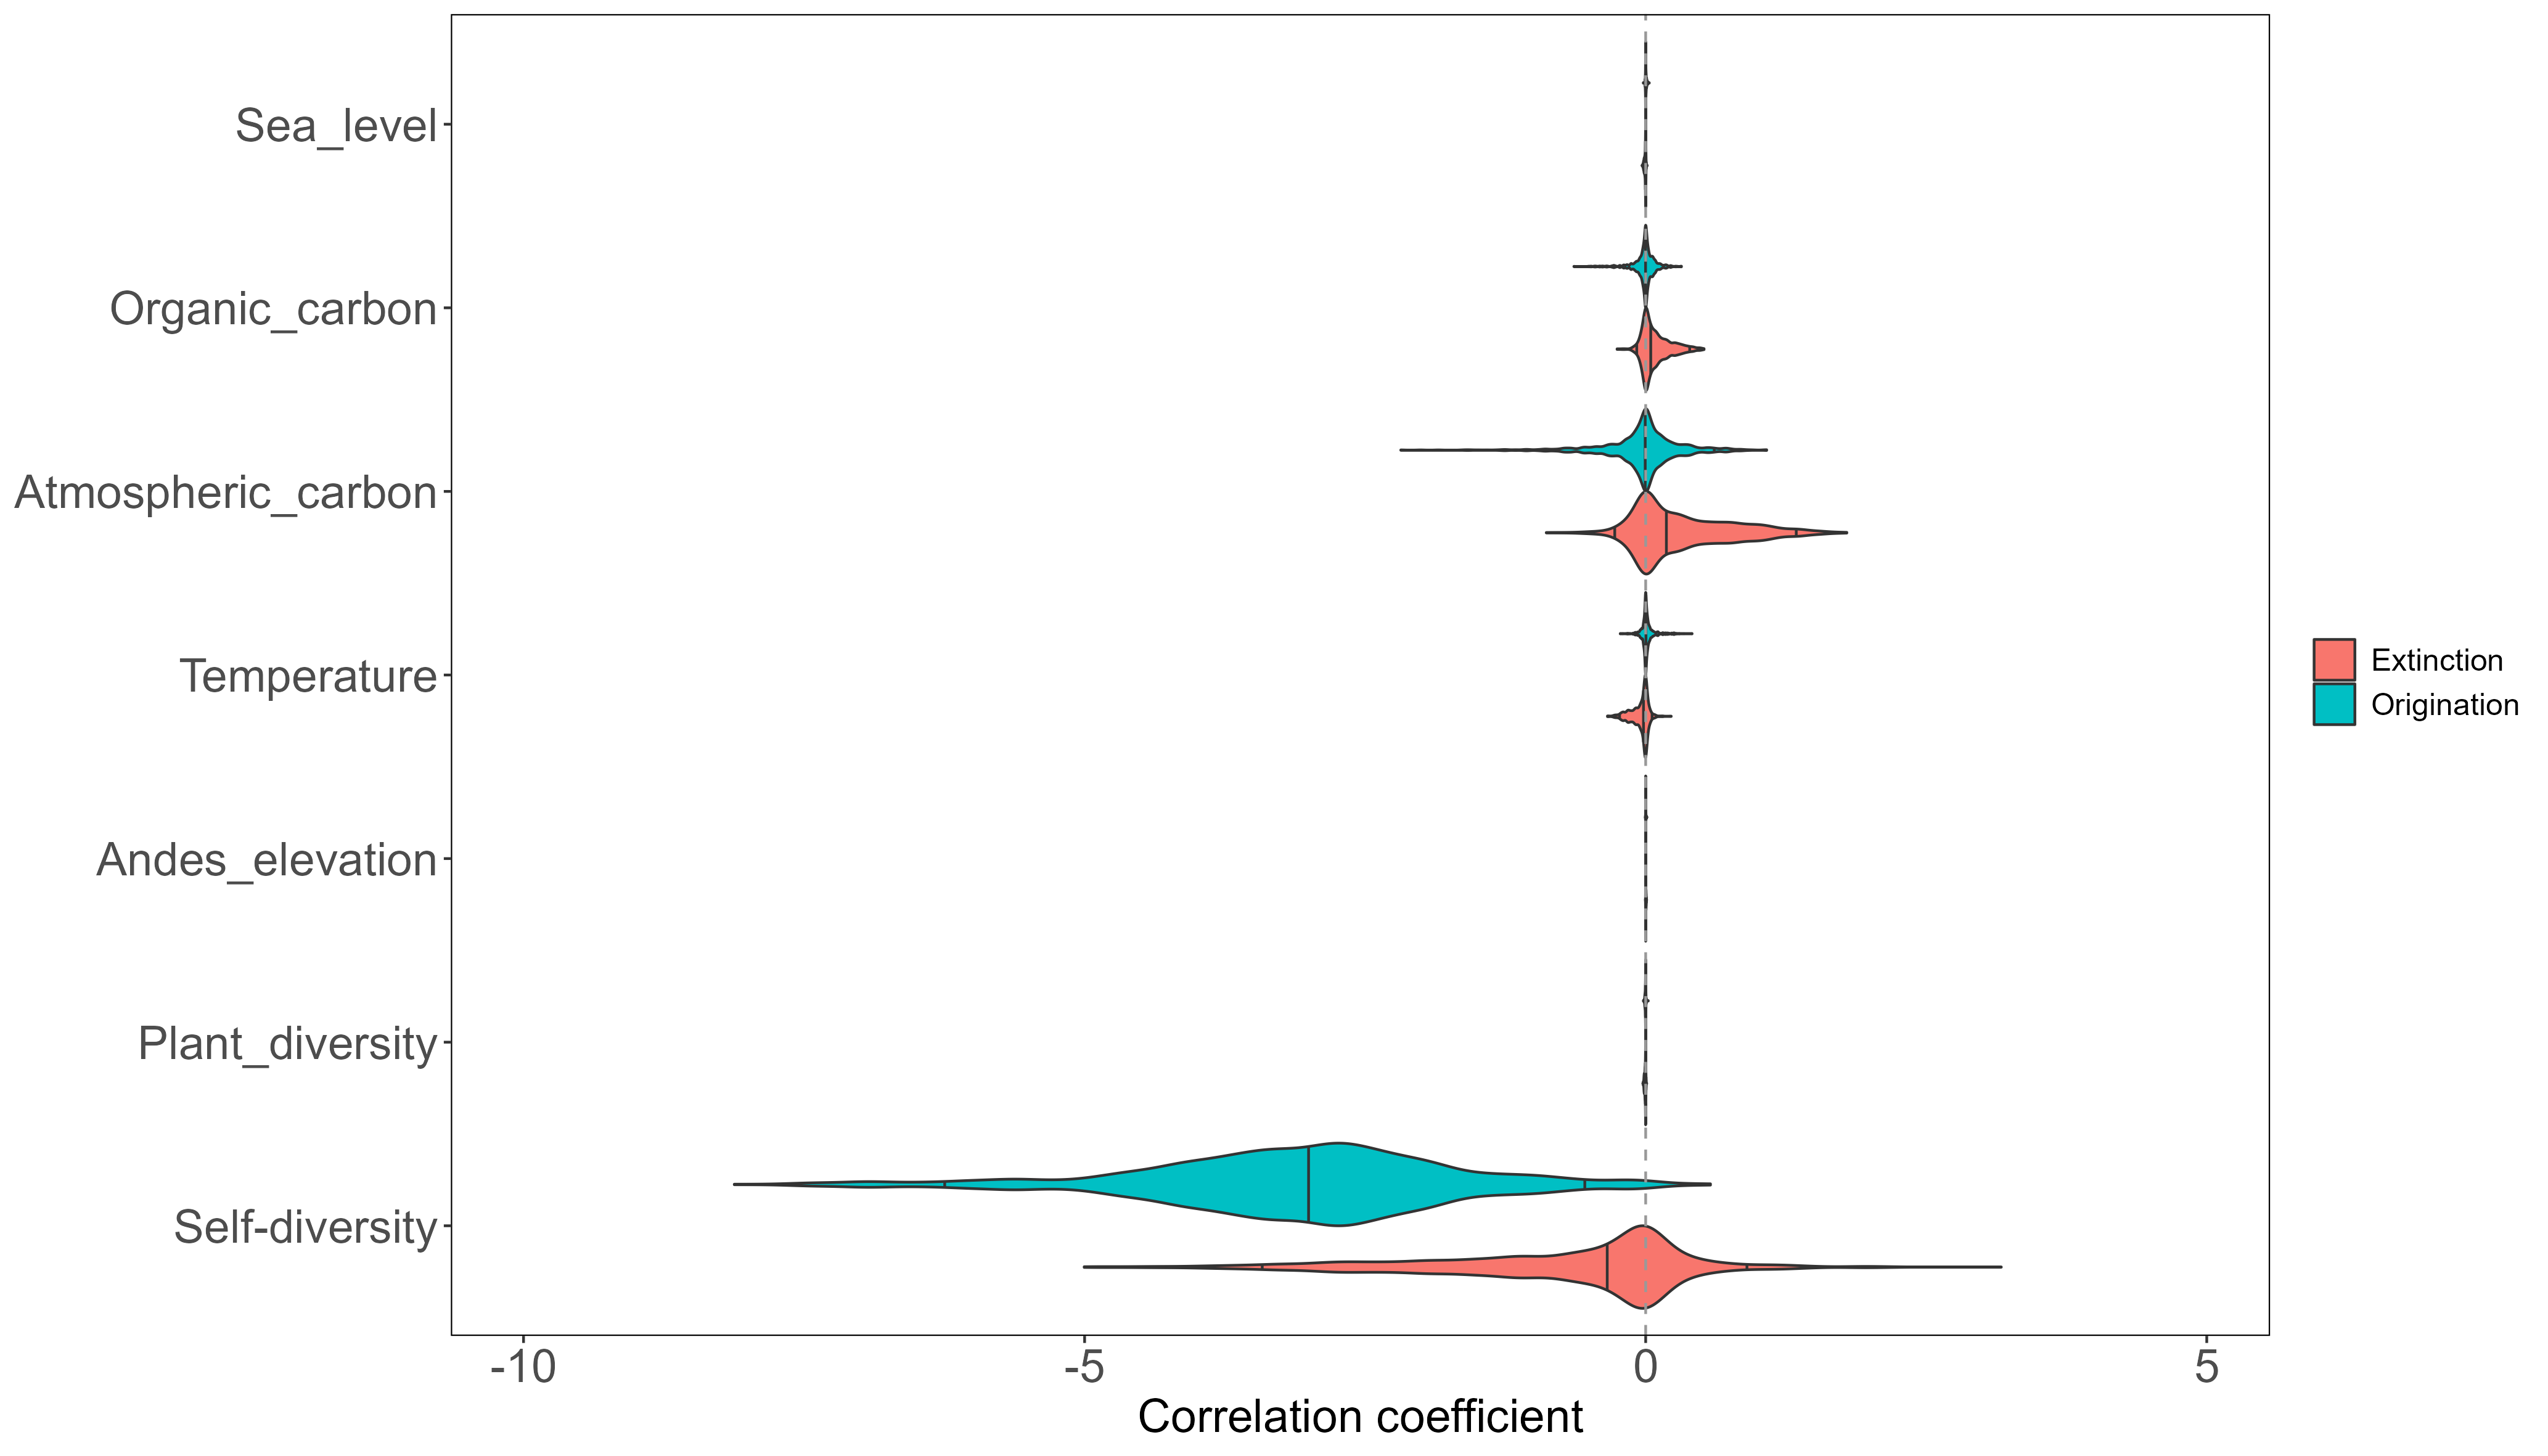 Sea_level
Organic_carbon
Atmospheric_carbon
Temperature
Andes_elevation
Plant_diversity
Self-diversity
-10
-5
0
5
Correlation coefficient
Extinction
Origination